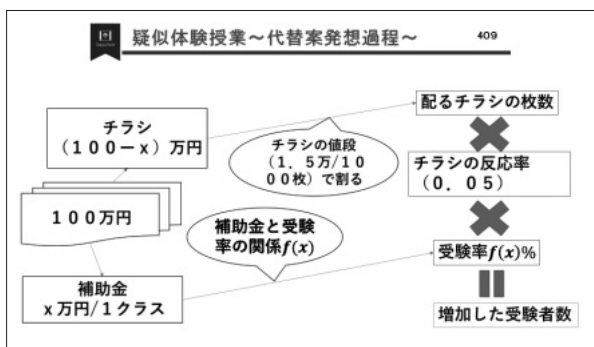 疑似体験授業～代替案発想過程～
409
チラシ
（１００－x）万円
チラシの値段
（１．５万/１０
００枚）で割る
配るチラシの枚数
チラシの反応率
（０．０５）
１００万円
補助金と受験
率の関係f(x)
受験率f(x)%
補助金
x万円/１クラス
増加した受験者数